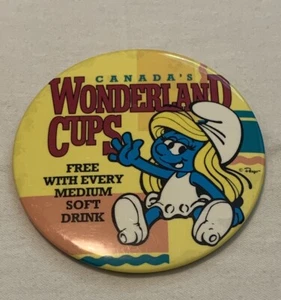 CANADA'S
WONDERLAND
CUPS
FREE
WITH EVERY
MEDIUM
SOFT
DRINK